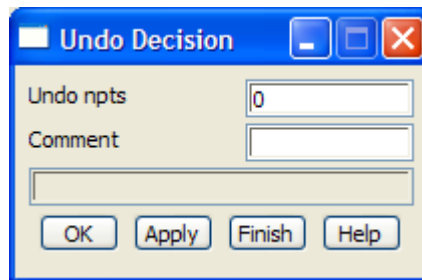 Undo Decision
Undo npts 0
Comment
OK Apply Finish Help